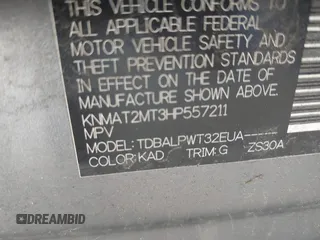 THIS VEHICLE CONFORMS TO
ALL APPLICABLE FEDERAL
MOTOR VEHICLE SAFETY AND
THEFT PREVENTION STANDARDS
IN EFFECT ON THE DATE OF
MANUFACTURE SHOWN ABOVE.
KNMAT2MT3HP557211
MPV
MODEL: TDBALPWT32EUA-----
COLOR: KAD TRIM: G ZS30A
DREAMBID